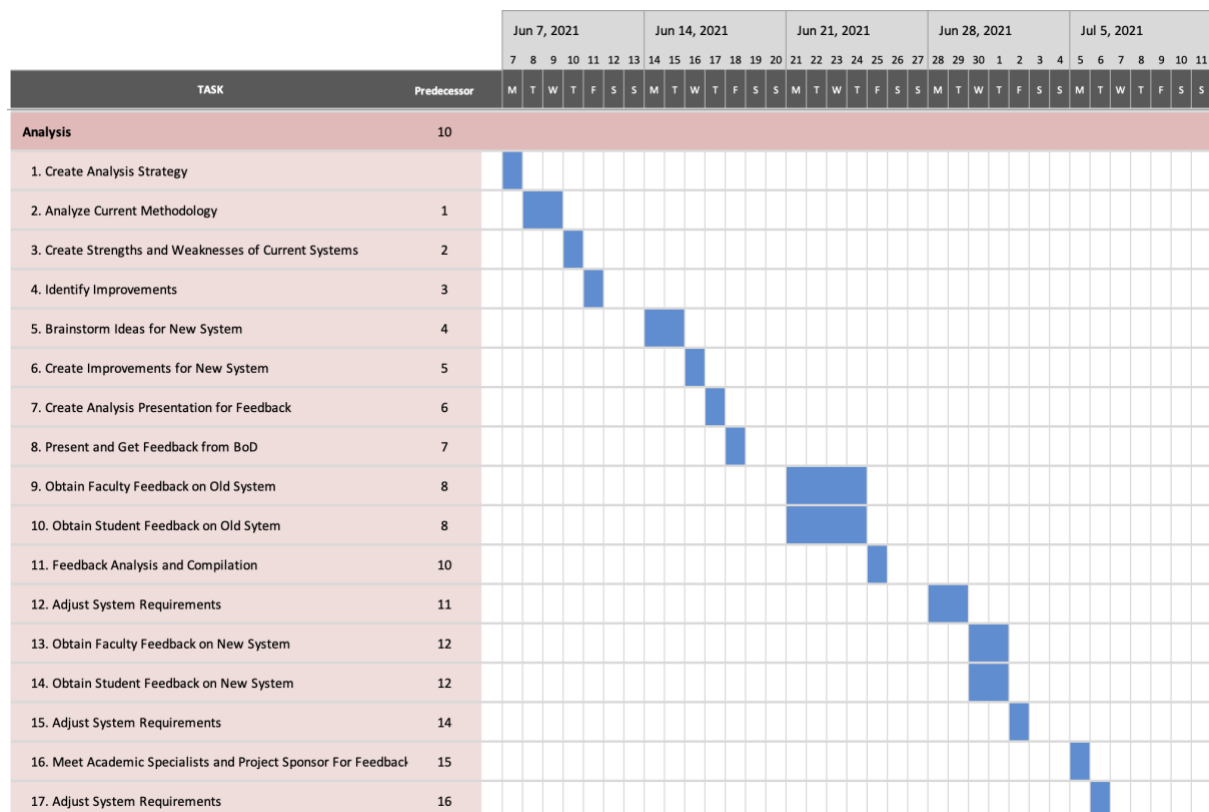 Jun 7, 2021 Jun 14, 2021 Jun 21, 2021 Jun 28, 2021 Jul 5, 2021
7 8 9 10 11 12 13 14 15 16 17 18 19 20 21 22 23 24 25 26 27 28 29 30 1 2 3 4 5 6 7 8 9 10 11
TASK Predecessor M T W T F S S M T W T F S S M T W T F S S M T W T F S S M T W T F S S
Analysis 10
1. Create Analysis Strategy
2. Analyze Current Methodology 1
3. Create Strengths and Weaknesses of Current Systems 2
4. Identify Improvements 3
5. Brainstorm Ideas for New System 4
6. Create Improvements for New System 5
7. Create Analysis Presentation for Feedback 6
8. Present and Get Feedback from BoD 7
9. Obtain Faculty Feedback on Old System 8
10. Obtain Student Feedback on Old Sytem 8
11. Feedback Analysis and Compilation 10
12. Adjust System Requirements 11
13. Obtain Faculty Feedback on New System 12
14. Obtain Student Feedback on New System 12
15. Adjust System Requirements 14
16. Meet Academic Specialists and Project Sponsor For Feedback 15
17. Adjust System Requirements 16